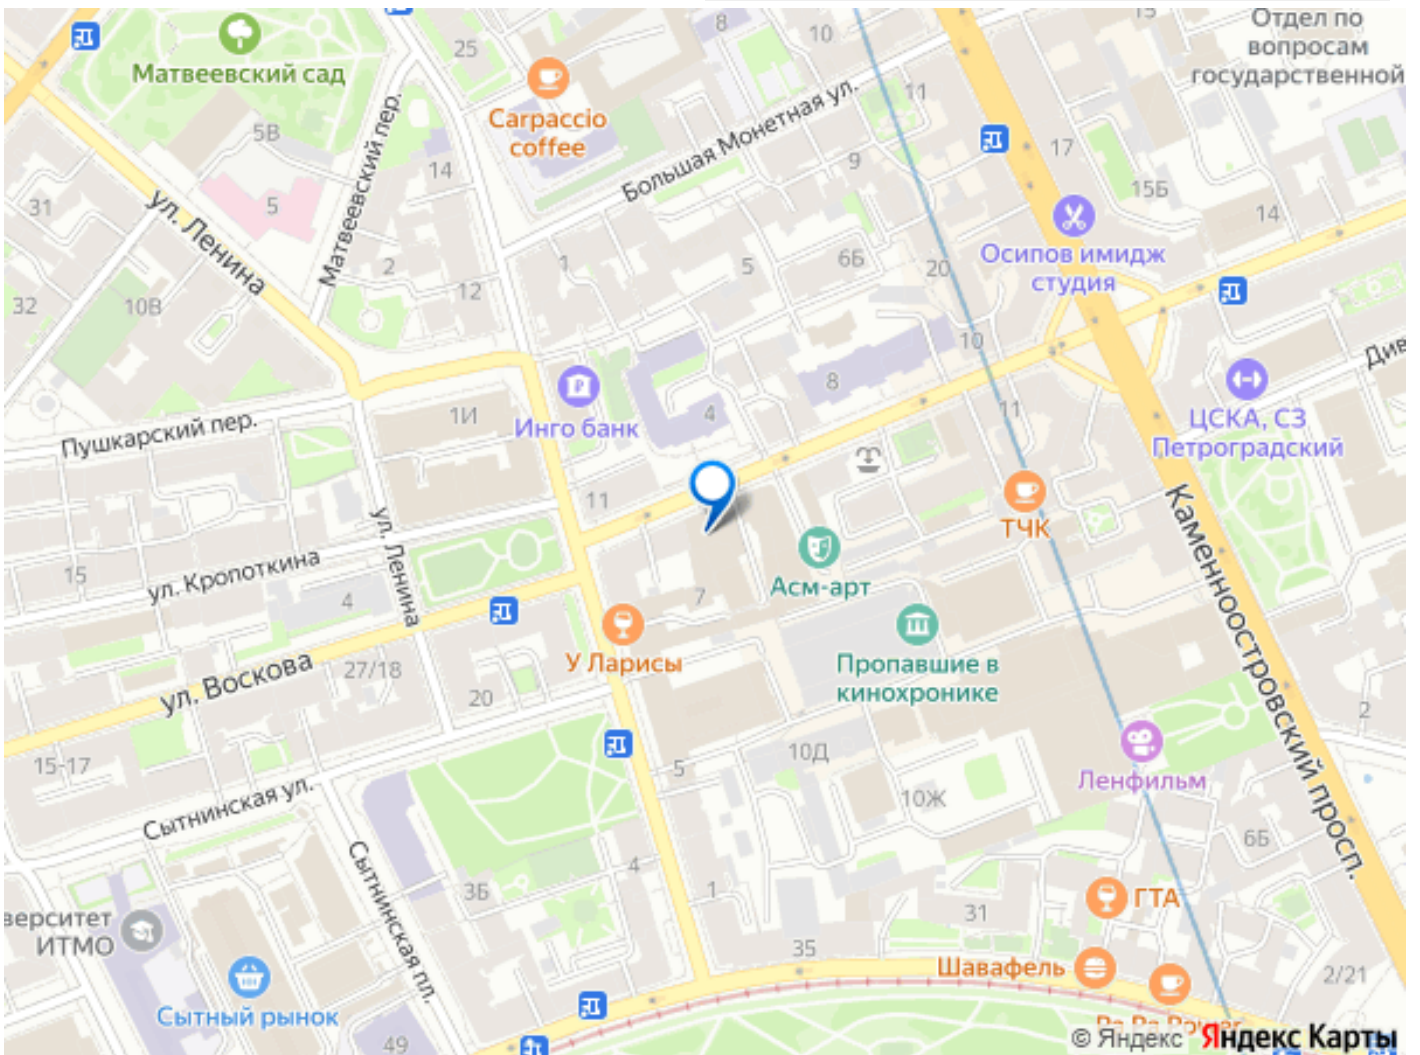 8
10
15
Отдел по
вопросам
государственной
25
Матвеевский сад
Carpaccio
coffee
Большая Монетная ул.
11
5В
Матвеевский пер.
14
9
17
15Б
5
31
ул. Ленина
14
Осипов имидж
студия
1
5
6Б
20
2
12
32
10В
10
Див
8
1И
4
11
Инго банк
ЦСКА, СЗ
Петроградский
Пушкарский пер.
11
ТЧК
Каменноостровский просп.
ул. Ленина
15
ул. Кропоткина
4
7
Асм-арт
У Ларисы
Пропавшие в
кинохронике
27/18
ул. Воскова
20
2
15-17
5
10Д
Ленфильм
10Ж
Сытнинская ул.
6Б
4
3Б
1
Сытнинская пл.
31
ГТА
верситет
ИТМО
35
Шавафель
2/21
Сытный рынок
49
© Яндекс Яндекс Карты